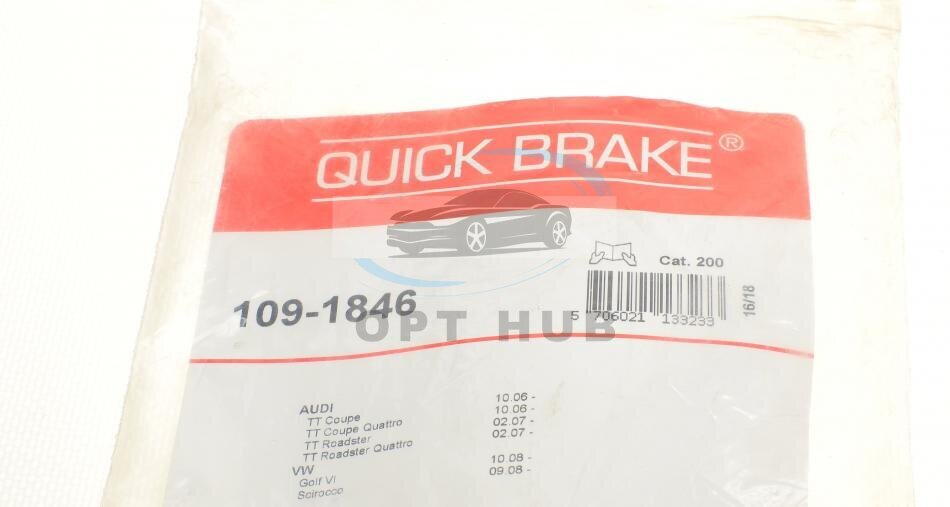 QUICK BRAKE®
Cat. 200
109-1846
5 706021 133233
16/18
OPT HUB
AUDI
TT Coupe 10.06 -
TT Coupe Quattro 10.06 -
TT Roadster 02.07 -
TT Roadster Quattro 02.07 -
VW
Golf VI 10.08 -
Scirocco 09.08 -